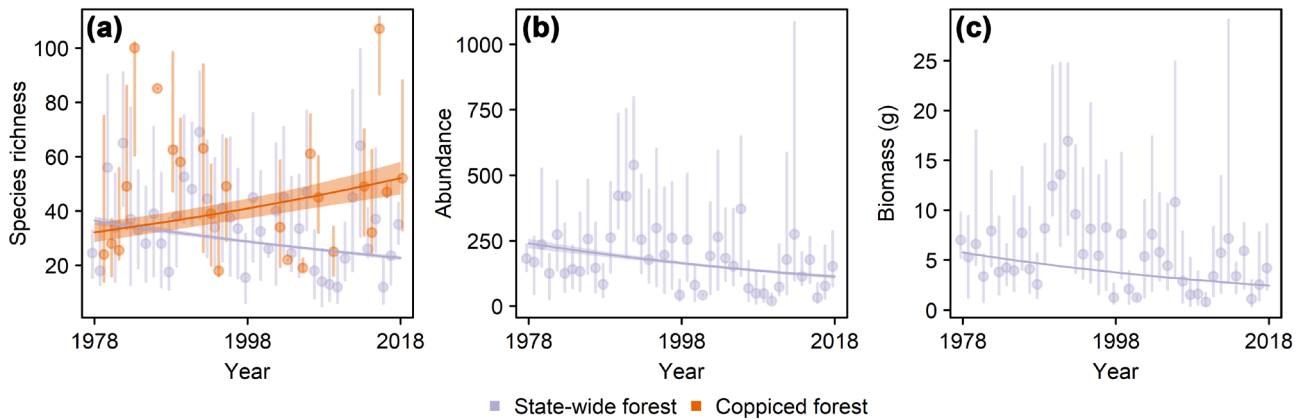 (a)
Species richness
100
80
60
40
20
1978
1998
2018
Year
(b)
Abundance
1000
750
500
250
0
1978
1998
2018
Year
(c)
Biomass (g)
25
20
15
10
5
0
1978
1998
2018
Year
State-wide forest
Coppiced forest